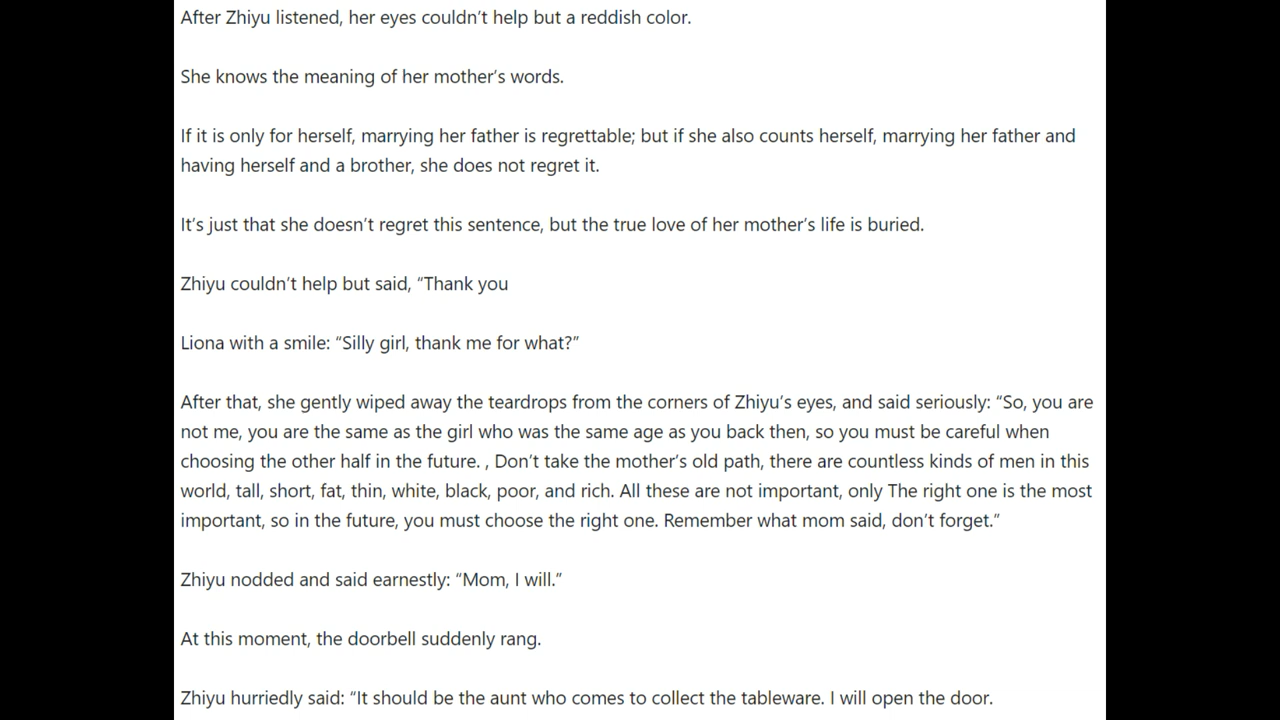 After Zhiyu listened, her eyes couldn’t help but a reddish color.
She knows the meaning of her mother’s words.
If it is only for herself, marrying her father is regrettable; but if she also counts herself, marrying her father and
having herself and a brother, she does not regret it.
It’s just that she doesn’t regret this sentence, but the true love of her mother’s life is buried.
Zhiyu couldn’t help but said, “Thank you
Liona with a smile: “Silly girl, thank me for what?”
After that, she gently wiped away the teardrops from the corners of Zhiyu’s eyes, and said seriously: “So, you are
not me, you are the same as the girl who was the same age as you back then, so you must be careful when
choosing the other half in the future. , Don’t take the mother’s old path, there are countless kinds of men in this
world, tall, short, fat, thin, white, black, poor, and rich. All these are not important, only The right one is the most
important, so in the future, you must choose the right one. Remember what mom said, don’t forget.”
Zhiyu nodded and said earnestly: “Mom, I will.”
At this moment, the doorbell suddenly rang.
Zhiyu hurriedly said: “It should be the aunt who comes to collect the tableware. I will open the door.